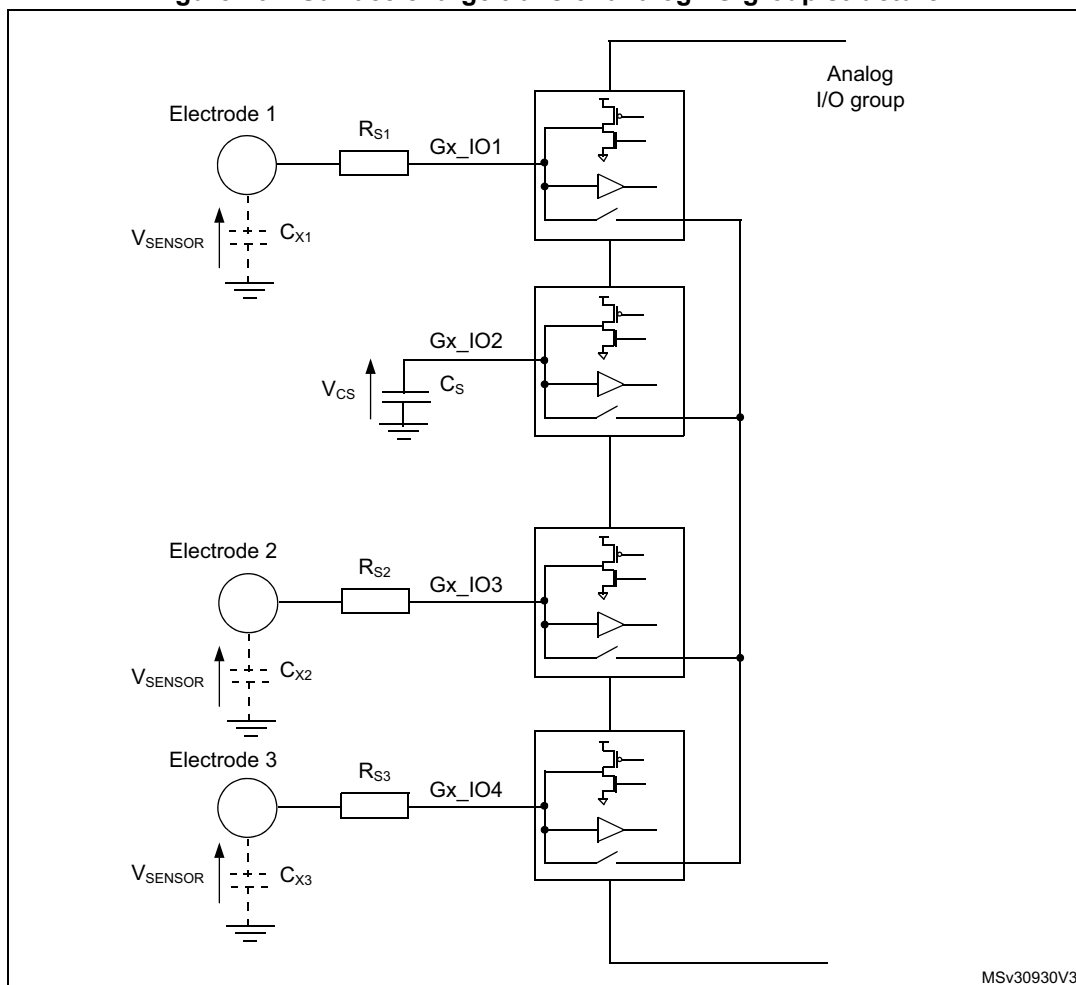 Analog
I/O group
Electrode 1
RS1
Gx_IO1
VSENSOR
CX1
Gx_IO2
VCS
CS
Electrode 2
RS2
Gx_IO3
VSENSOR
CX2
Electrode 3
RS3
Gx_IO4
VSENSOR
CX3
MSv30930V3